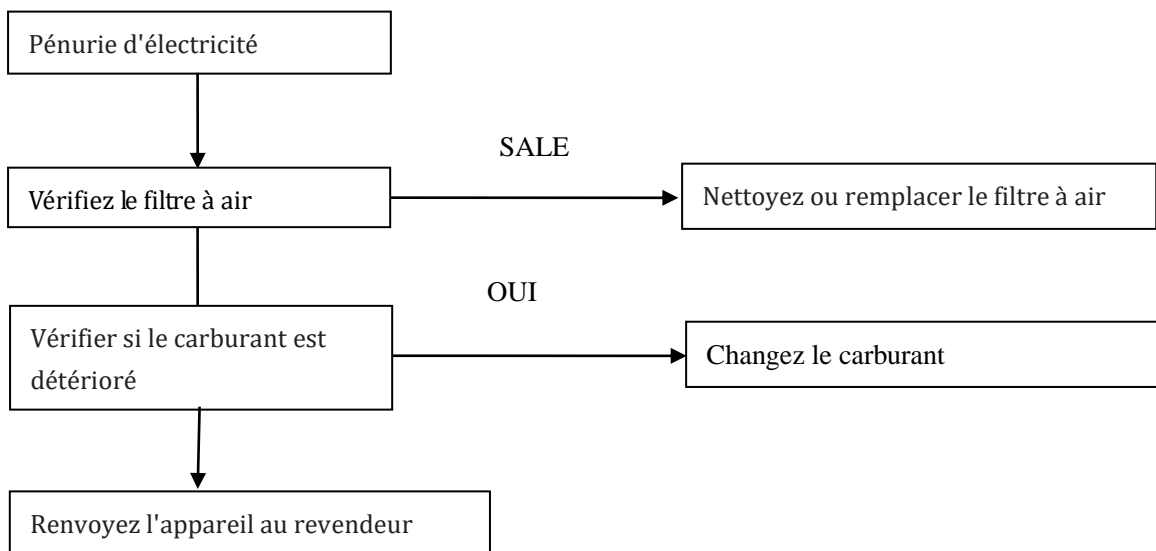 Pénurie d'électricité
SALE
Vérifiez le filtre à air
Nettoyez ou remplacer le filtre à air
OUI
Vérifier si le carburant est
détérioré
Changez le carburant
Renvoyez l'appareil au revendeur